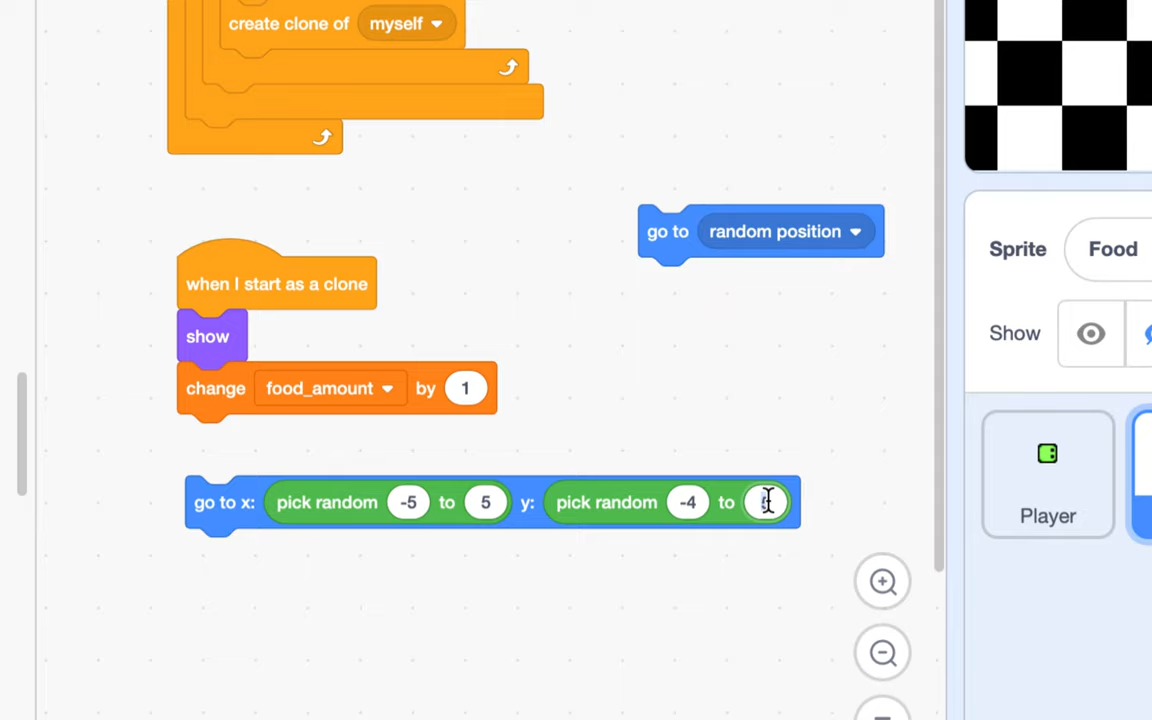 create clone of myself
go to random position
Sprite Food
when I start as a clone
Show
show
change food_amount by 1
go to x: pick random -5 to 5 y: pick random -4 to
Player